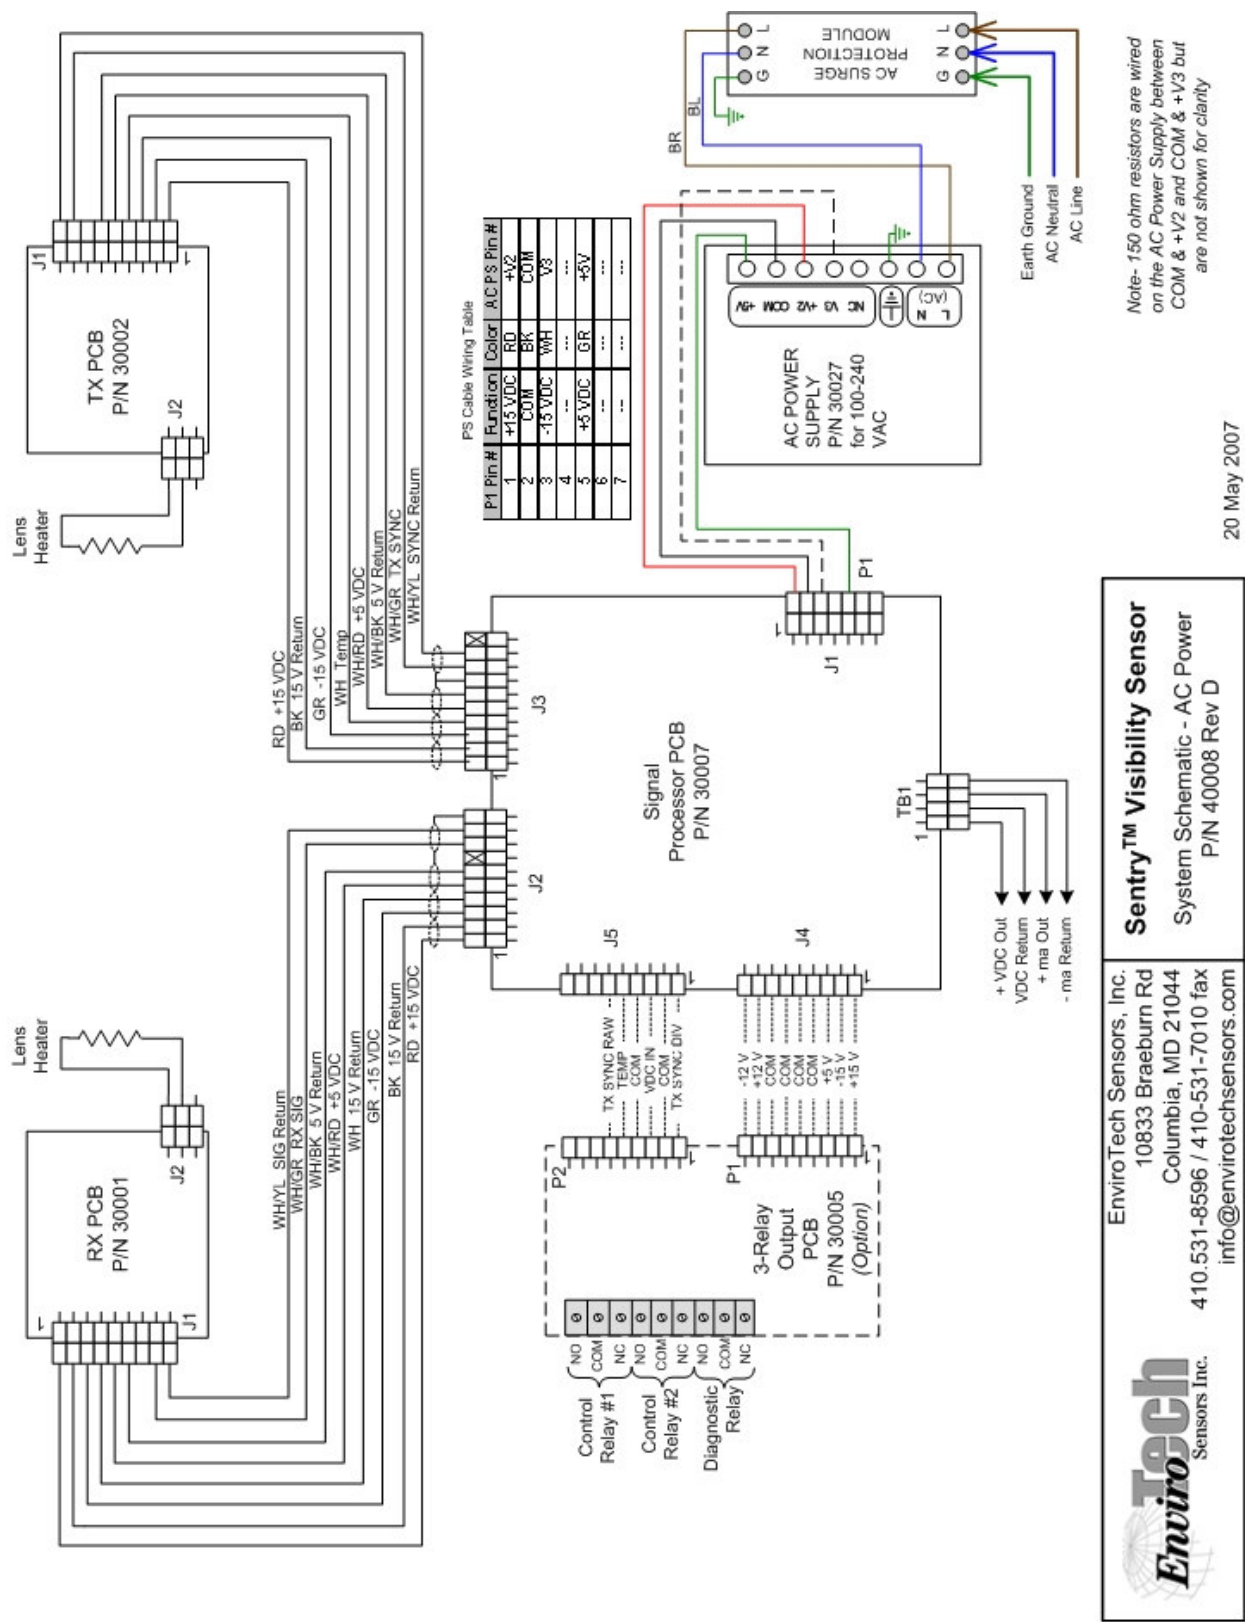 Lens
Heater
RX PCB
P/N 30001
J1
J2
WH/YL SIG Return
WH/GR RX SIG
WH/BK 5 V Return
WH/RD +5 VDC
WH 15 V Return
GR -15 VDC
BK 15 V Return
RD +15 VDC
Lens
Heater
TX PCB
P/N 30002
J1
J2
1
RD +15 VDC
BK 15 V Return
GR -15 VDC
WH Temp
WH/RD +5 VDC
WH/BK 5 V Return
WH/GR TX SYNC
WH/YL SYNC Return
1
J2
1
J3
Signal
Processor PCB
P/N 30007
J5
1
J4
1
J1
1
P1
TB1
1
TX SYNC RAW
TEMP
COM
VDC IN
COM
TX SYNC DIV
-12 V
+12 V
COM
COM
COM
COM
+5 V
-15 V
+15 V
P2
1
P1
1
3-Relay
Output
PCB
P/N 30005
(Option)
NO
COM
NC
NO
COM
NC
NO
COM
NC
Control
Relay #1
Control
Relay #2
Diagnostic
Relay
+ VDC Out
VDC Return
+ ma Out
- ma Return
PS Cable Wiring Table
P1 Pin # Function Color AC PS Pin #
1 +15 VDC RD +V2
2 COM BK COM
3 -15 VDC WH V3
4 --- --- ---
5 +5 VDC GR +5V
6 --- --- ---
7 --- --- ---
AC POWER
SUPPLY
P/N 30027
for 100-240
VAC
+5V
COM
+V2
V3
NC
N
L
(AC)
BR
BL
AC SURGE
PROTECTION
MODULE
G
N
L
G
N
L
Earth Ground
AC Neutral
AC Line
Note- 150 ohm resistors are wired
on the AC Power Supply between
COM & +V2 and COM & +V3 but
are not shown for clarity
20 May 2007
EnviroTech
Sensors Inc.
EnviroTech Sensors, Inc.
10833 Braeburn Rd
Columbia, MD 21044
410.531-8596 / 410-531-7010 fax
info@envirotechsensors.com
Sentry™ Visibility Sensor
System Schematic - AC Power
P/N 40008 Rev D